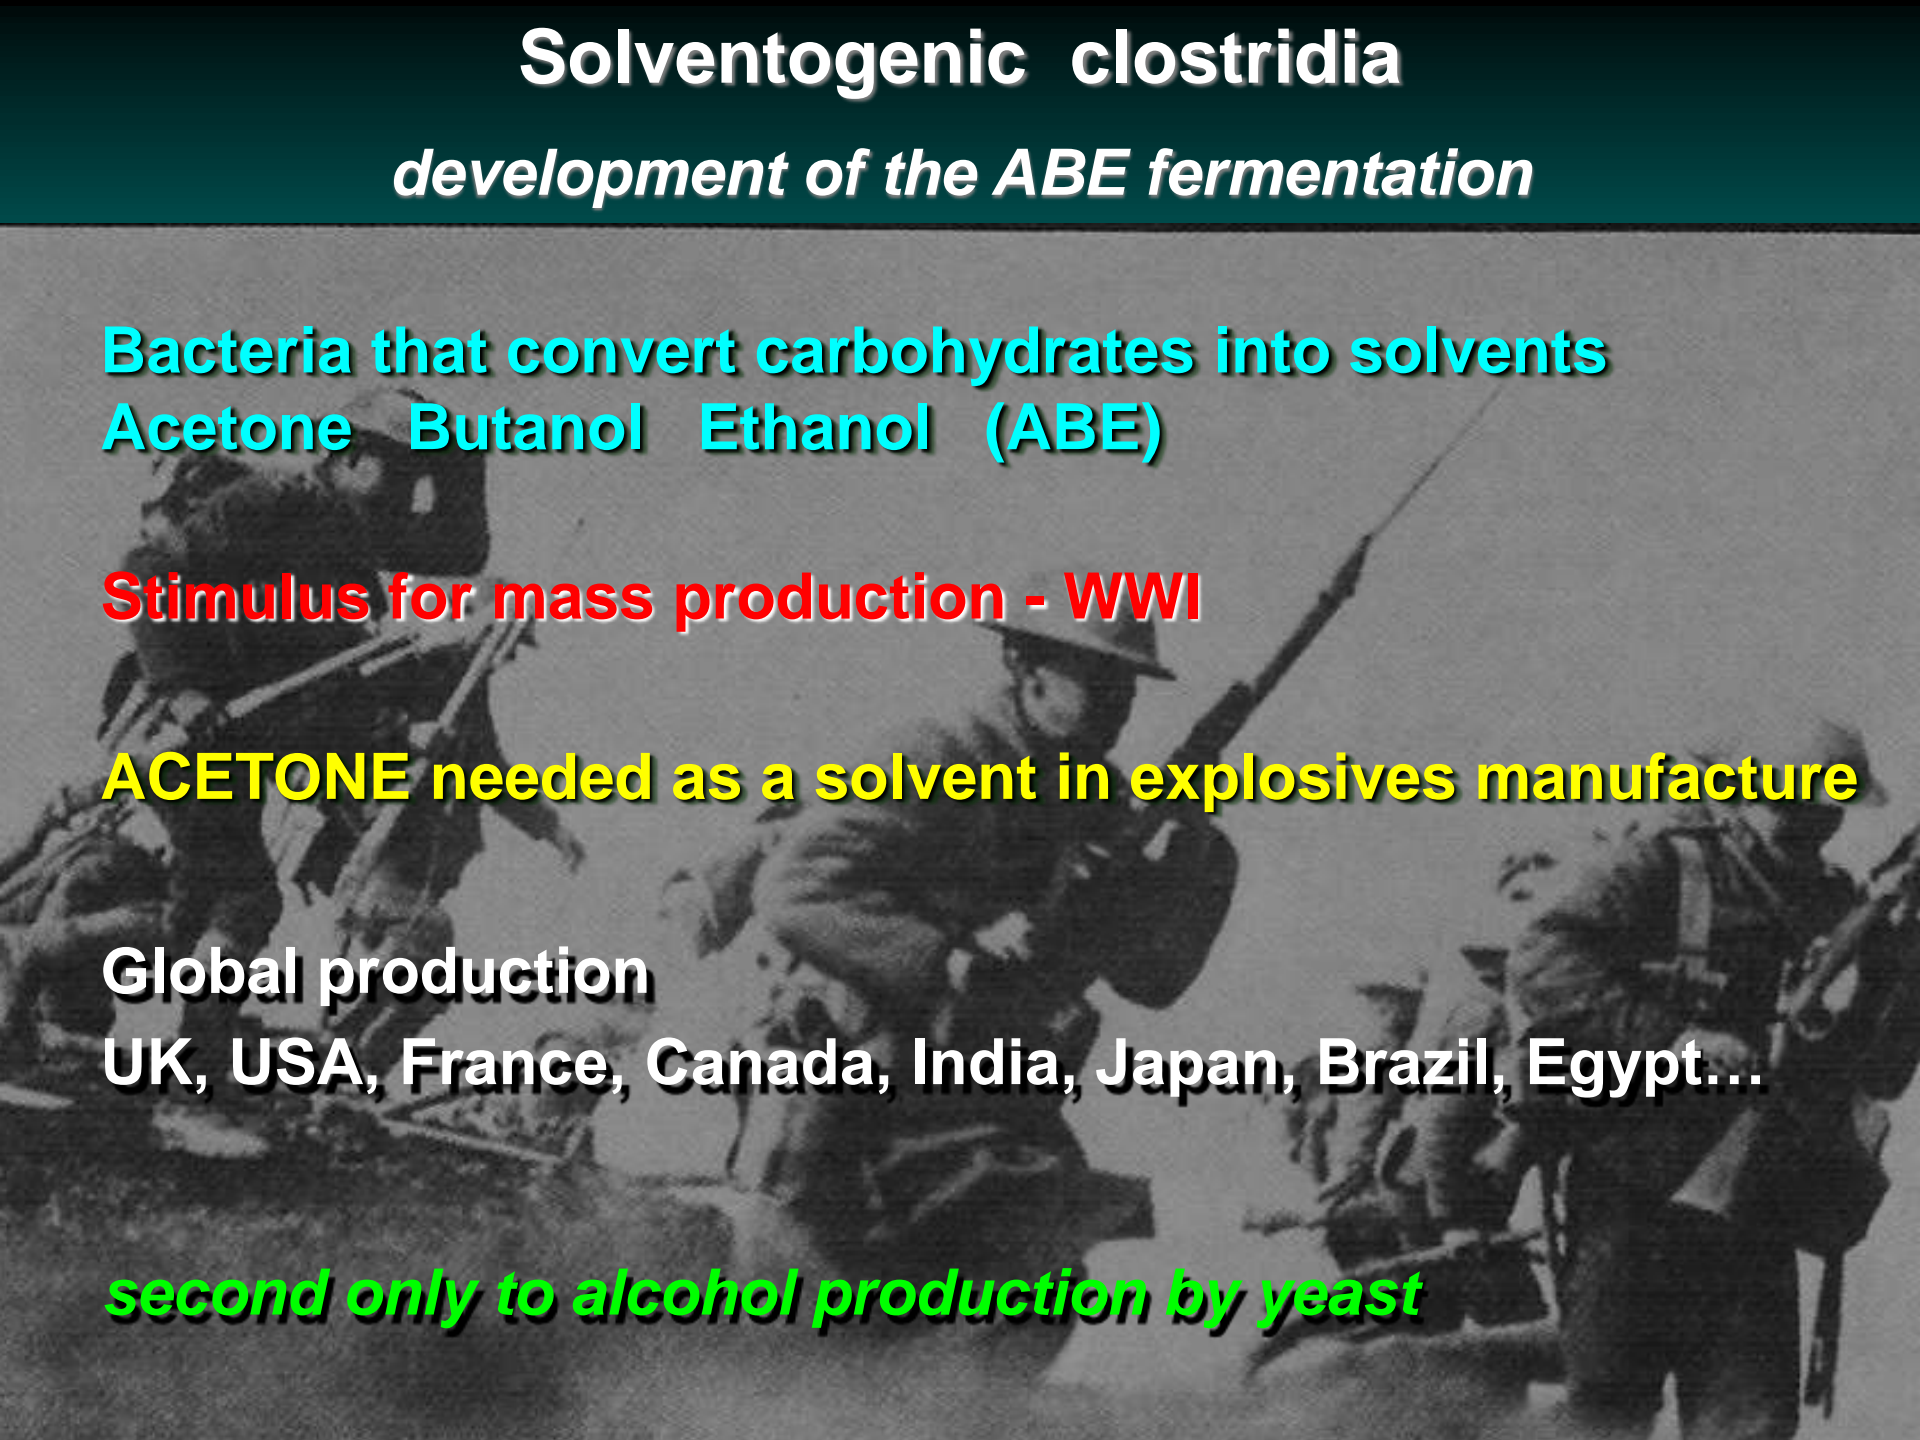 Solventogenic clostridia
development of the ABE fermentation
Bacteria that convert carbohydrates into solvents
Acetone Butanol Ethanol (ABE)
Stimulus for mass production - WWI
ACETONE needed as a solvent in explosives manufacture
Global production
UK, USA, France, Canada, India, Japan, Brazil, Egypt…
second only to alcohol production by yeast